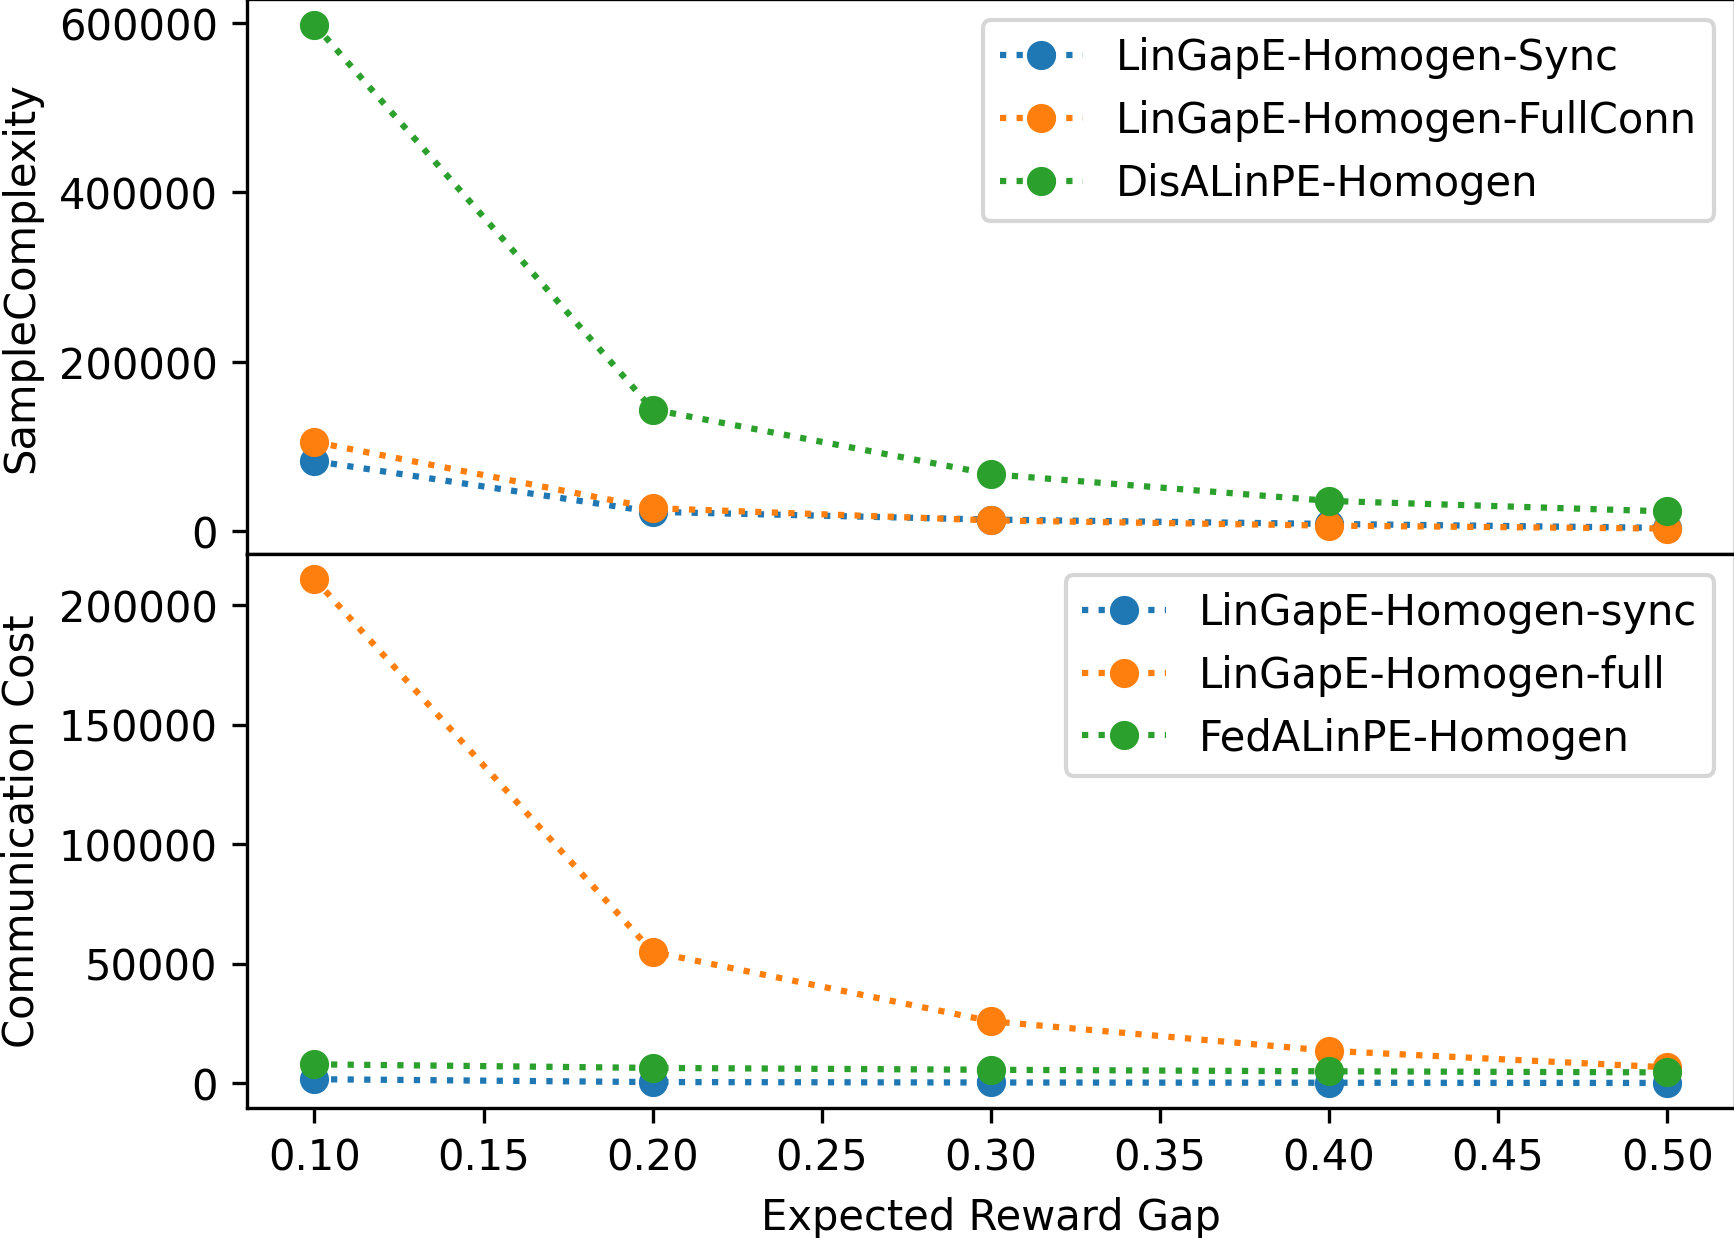 SampleComplexity
600000
400000
200000
0
LinGapE-Homogen-Sync
LinGapE-Homogen-FullConn
DisALinPE-Homogen
Communication Cost
200000
150000
100000
50000
0
LinGapE-Homogen-sync
LinGapE-Homogen-full
FedALinPE-Homogen
0.10 0.15 0.20 0.25 0.30 0.35 0.40 0.45 0.50
Expected Reward Gap